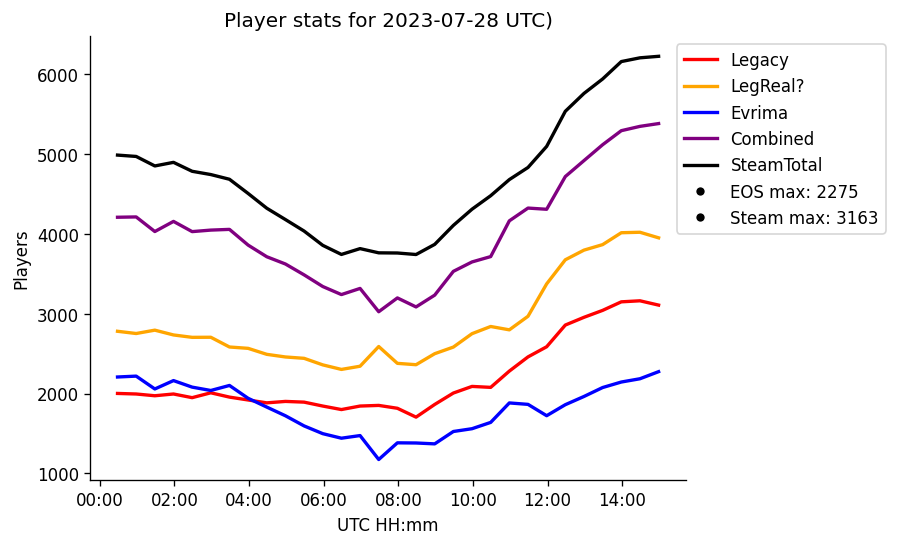 Player stats for 2023-07-28 UTC)
Legacy
LegReal?
Evrima
Combined
SteamTotal
EOS max: 2275
Steam max: 3163
Players
6000
5000
4000
3000
2000
1000
00:00 02:00 04:00 06:00 08:00 10:00 12:00 14:00
UTC HH:mm